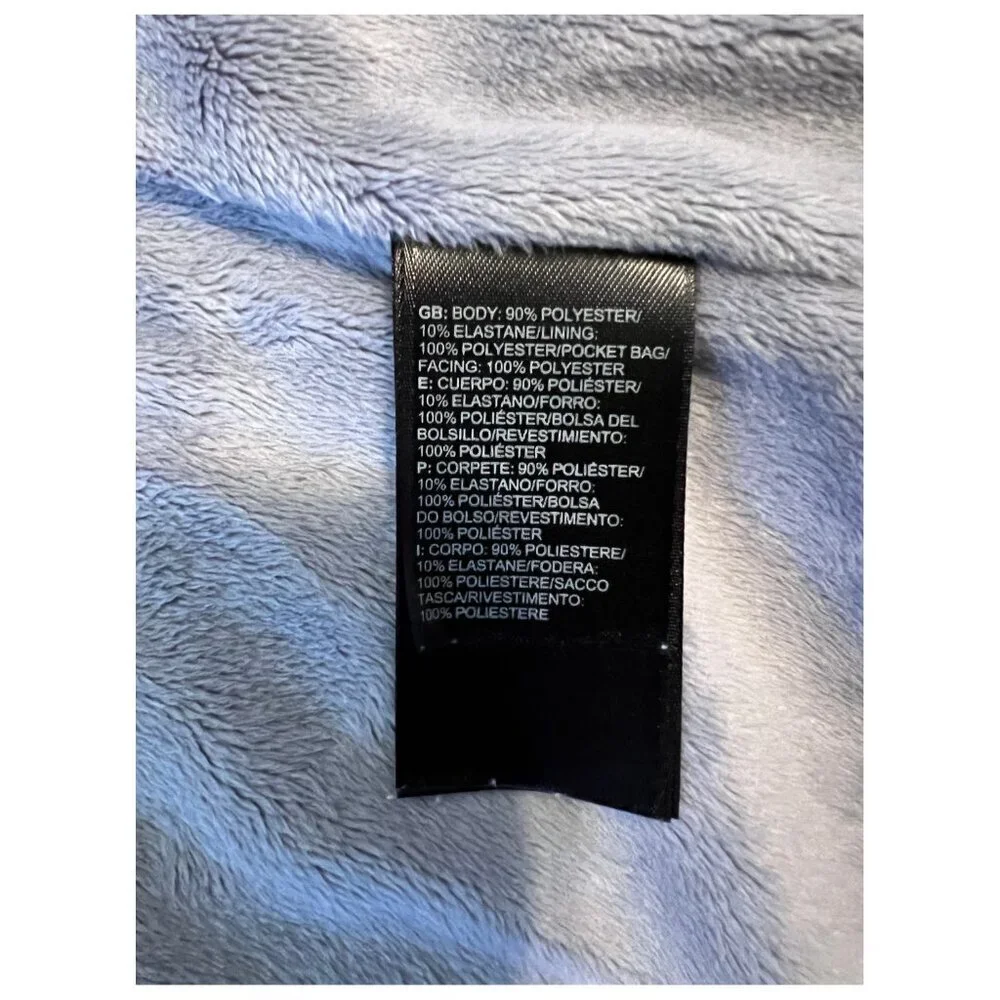 GB: BODY: 90% POLYESTER/
10% ELASTANE/LINING:
100% POLYESTER/POCKET BAG/
FACING: 100% POLYESTER
E: CUERPO: 90% POLIÉSTER/
10% ELASTANO/FORRO:
100% POLIÉSTER/BOLSA DEL
BOLSILLO/REVESTIMIENTO:
100% POLIÉSTER
P: CORPETE: 90% POLIÉSTER/
10% ELASTANO/FORRO:
100% POLIÉSTER/BOLSA
DO BOLSO/REVESTIMENTO:
100% POLIÉSTER
I: CORPO: 90% POLIESTERE/
10% ELASTANE/FODERA:
100% POLIESTERE/SACCO
TASCA/RIVESTIMENTO:
100% POLIESTERE